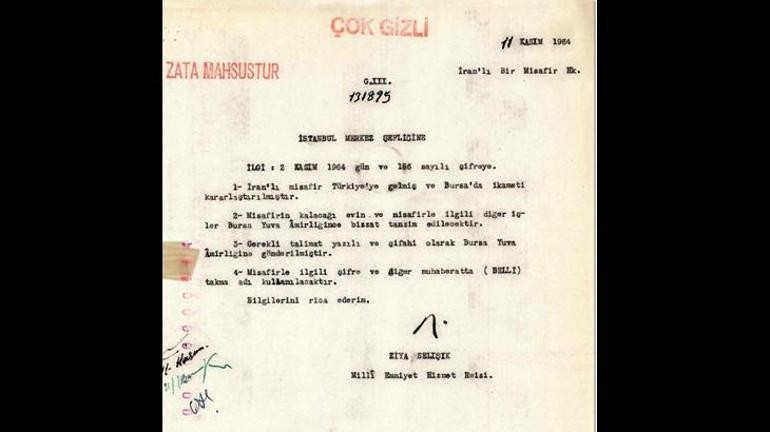 ÇOK GİZLİ
11 KASIM 1964
ZATA MAHSUSTUR
İran'lı Bir Misafir Hk.
G.III.
131895
İSTANBUL MERKEZ ŞEFLİĞİNE
İLGİ : 2 KASIM 1964 gün ve 186 sayılı şifreye.
1- İran'lı misafir Türkiye'ye gelmiş ve Bursa'da ikameti
kararlaştırılmıştır.
2- Misafirin kalacağı evin ve misafirle ilgili diğer iş-
ler Bursa Yuva Âmirliğince bizzat tanzim edilecektir.
3- Gerekli talimat yazılı ve şifahi olarak Bursa Yuva
Âmirliğine gönderilmiştir.
4- Misafirle ilgili şifre ve diğer muhaberatta ( BELLİ )
takma adı kullanılacaktır.
Bilgilerini rica ederim.
ZİYA SELIŞIK
Millî Emniyet Hizmet Reisi.